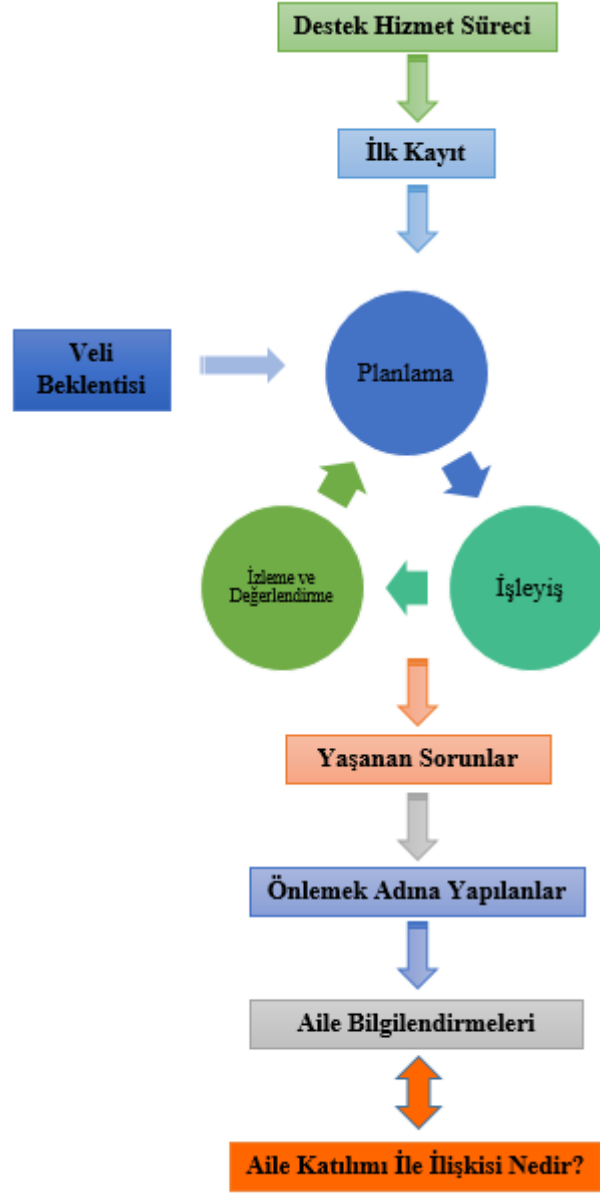 Destek Hizmet Süreci
İlk Kayıt
Veli
Beklentisi
Planlama
İzleme ve
Değerlendirme
İşleyiş
Yaşanan Sorunlar
Önlemek Adına Yapılanlar
Aile Bilgilendirmeleri
Aile Katılımı İle İlişkisi Nedir?